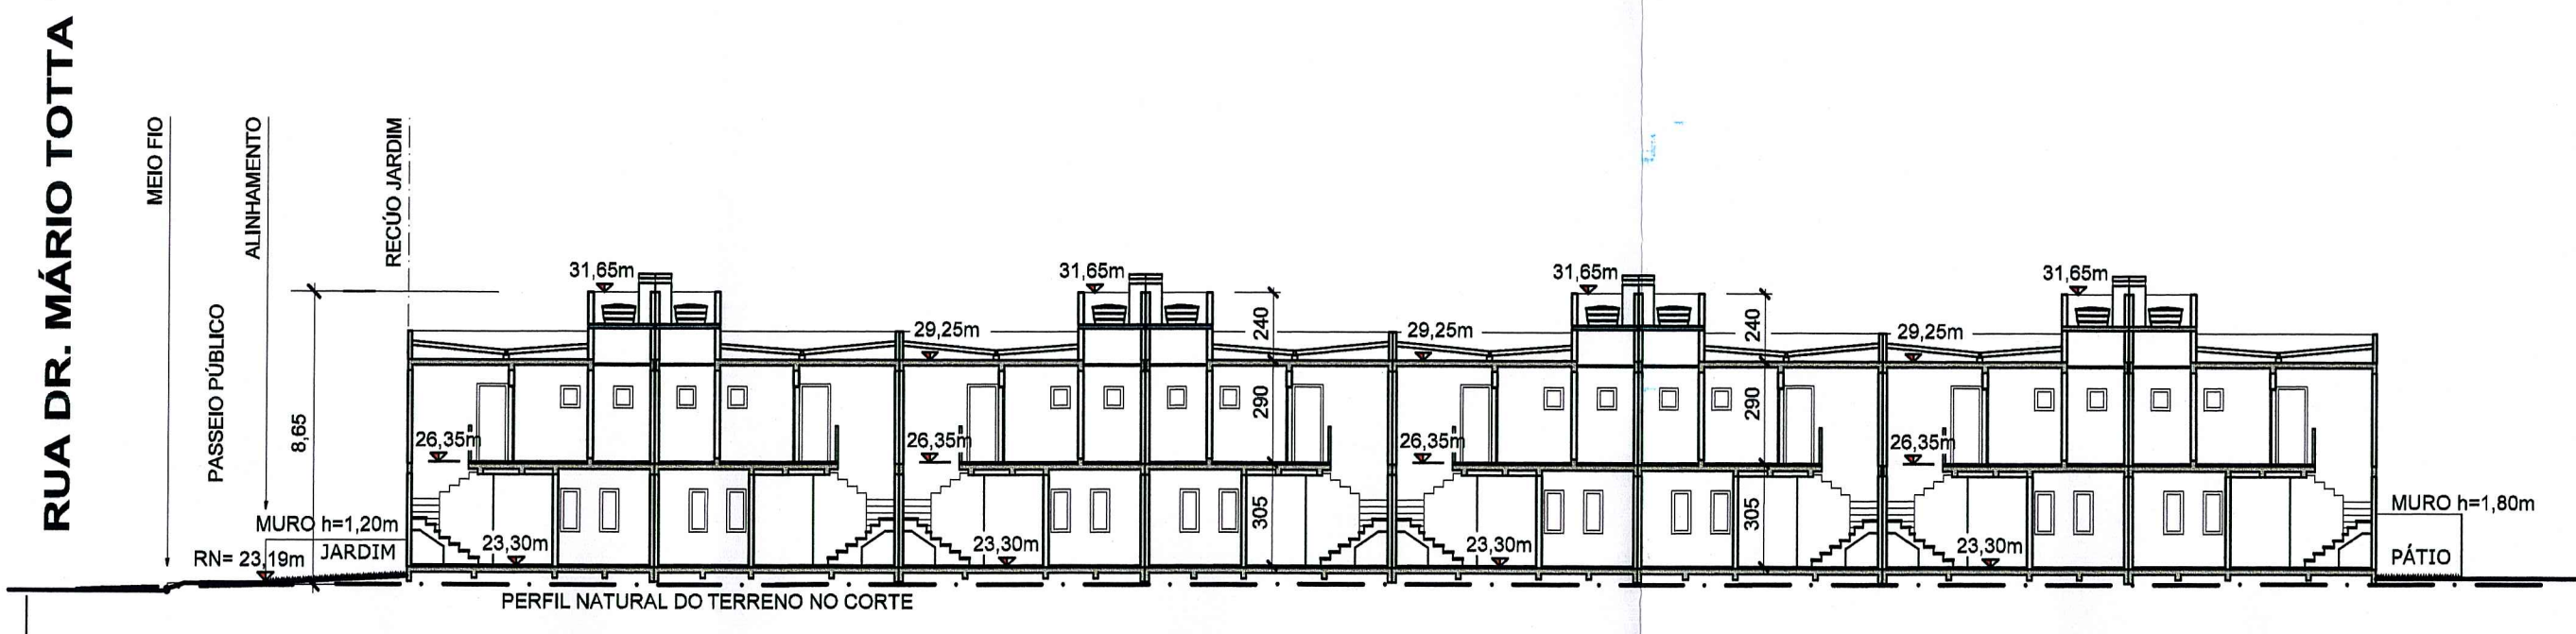 RUA DR. MÁRIO TOTTA
MEIO FIO
PASSEIO PÚBLICO
ALINHAMENTO
RECÚO JARDIM
8,65
31,65m
31,65m
31,65m
31,65m
29,25m
29,25m
29,25m
240
240
290
290
26,35m
26,35m
26,35m
26,35m
305
305
MURO h=1,20m
JARDIM
RN= 23,19m
23,30m
23,30m
23,30m
23,30m
MURO h=1,80m
PÁTIO
PERFIL NATURAL DO TERRENO NO CORTE